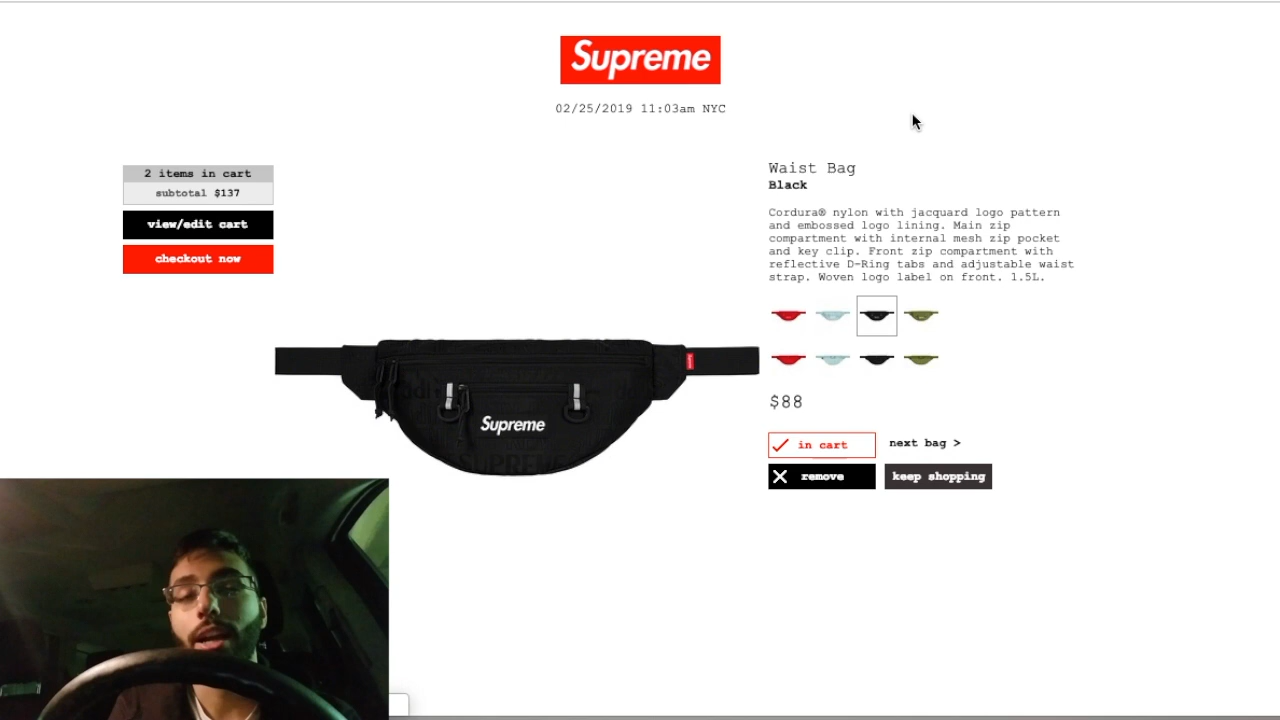 Supreme
02/25/2019 11:03am NYC
2 items in cart
subtotal $137
view/edit cart
checkout now
Waist Bag
Black
Cordura® nylon with jacquard logo pattern
and embossed logo lining. Main zip
compartment with internal mesh zip pocket
and key clip. Front zip compartment with
reflective D-Ring tabs and adjustable waist
strap. Woven logo label on front. 1.5L.
Supreme
SUPREME
$88
in cart
next bag >
remove
keep shopping